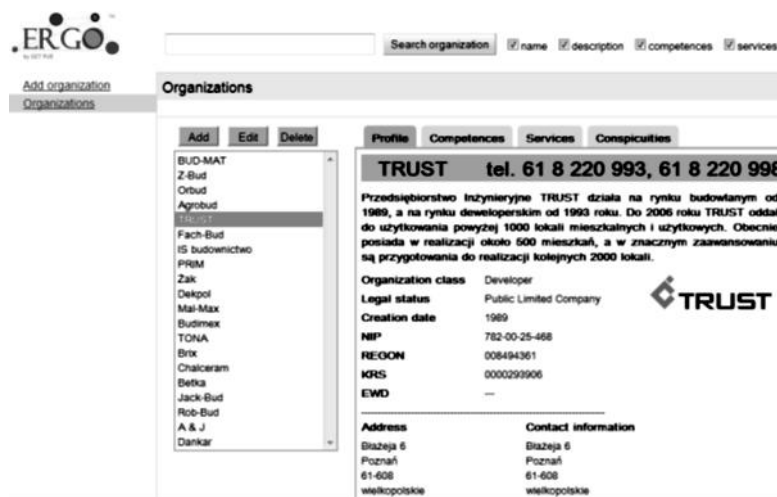 ERGO
by IT.T PUE
Search organization name description competences services
Add organization
Organizations
Organizations
Add Edit Delete
BUD-MAT
Z-Bud
Orbud
Agrobud
TRUST
Fach-Bud
IS budownictwo
PRIM
Żak
Dekpol
Mal-Max
Budimex
TONA
Brix
Chalceram
Betka
Jack-Bud
Rob-Bud
A & J
Dankar
Profile Competences Services Conspicuities
TRUST tel. 61 8 220 993, 61 8 220 998
Przedsiębiorstwo Inżynieryjne TRUST działa na rynku budowlanym od
1989, a na rynku deweloperskim od 1993 roku. Do 2006 roku TRUST oddał
do użytkowania powyżej 1000 lokali mieszkalnych i użytkowych. Obecnie
posiada w realizacji około 500 mieszkań, a w znacznym zaawansowaniu
są przygotowania do realizacji kolejnych 2000 lokali.
Organization class Developer
Legal status Public Limited Company
Creation date 1989
NIP 782-00-25-468
REGON 008494361
KRS 0000293906
EWD ---
TRUST
Address Contact information
Błażeja 6 Błażeja 6
Poznań Poznań
61-608 61-608
wielkopolskie wielkopolskie